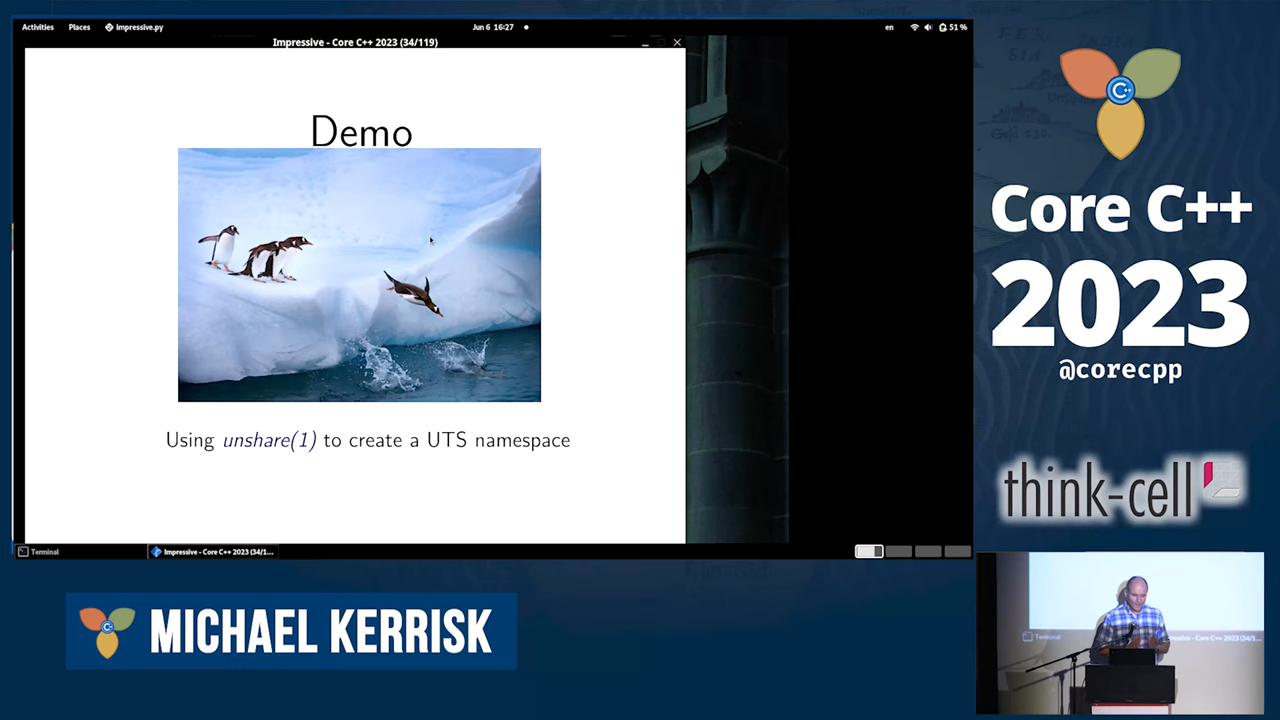 Activities Places Impressive.py Jun 6 16:27 en 51 %
Impressive - Core C++ 2023 (34/119)
Demo
Using unshare(1) to create a UTS namespace
Terminal Impressive - Core C++ 2023 (34/1...
C++
Core C++
2023
@corecpp
think-cell
C++ MICHAEL KERRISK
Terminal